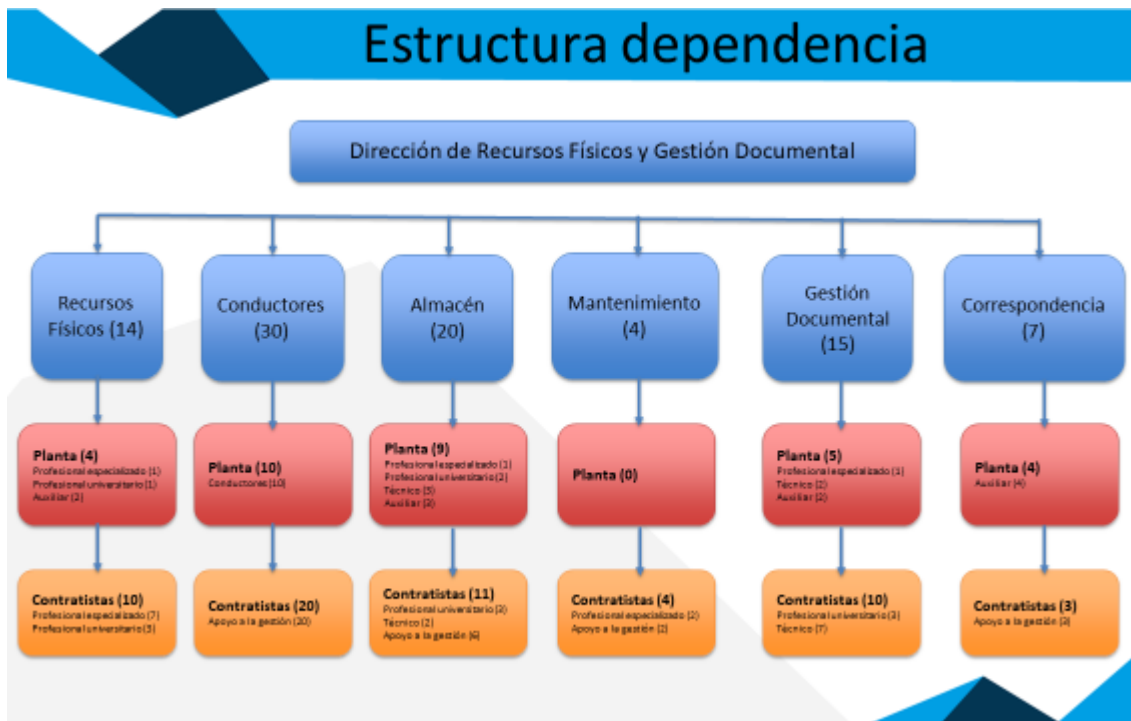 Estructura dependencia
Dirección de Recursos Físicos y Gestión Documental
Recursos
Físicos (14)
Conductores
(30)
Almacén
(20)
Mantenimiento
(4)
Gestión
Documental
(15)
Correspondencia
(7)
Planta (4)
Profesional especializado (1)
Profesional universitario (1)
Auxiliar (2)
Planta (10)
Conductores (10)
Planta (9)
Profesional especializado (1)
Profesional universitario (2)
Técnico (3)
Auxiliar (3)
Planta (0)
Planta (5)
Profesional especializado (1)
Técnico (2)
Auxiliar (2)
Planta (4)
Auxiliar (4)
Contratistas (10)
Profesional especializado (7)
Profesional universitario (3)
Contratistas (20)
Apoyo a la gestión (20)
Contratistas (11)
Profesional universitario (3)
Técnico (2)
Apoyo a la gestión (6)
Contratistas (4)
Profesional especializado (2)
Apoyo a la gestión (2)
Contratistas (10)
Profesional universitario (3)
Técnico (7)
Contratistas (3)
Apoyo a la gestión (3)